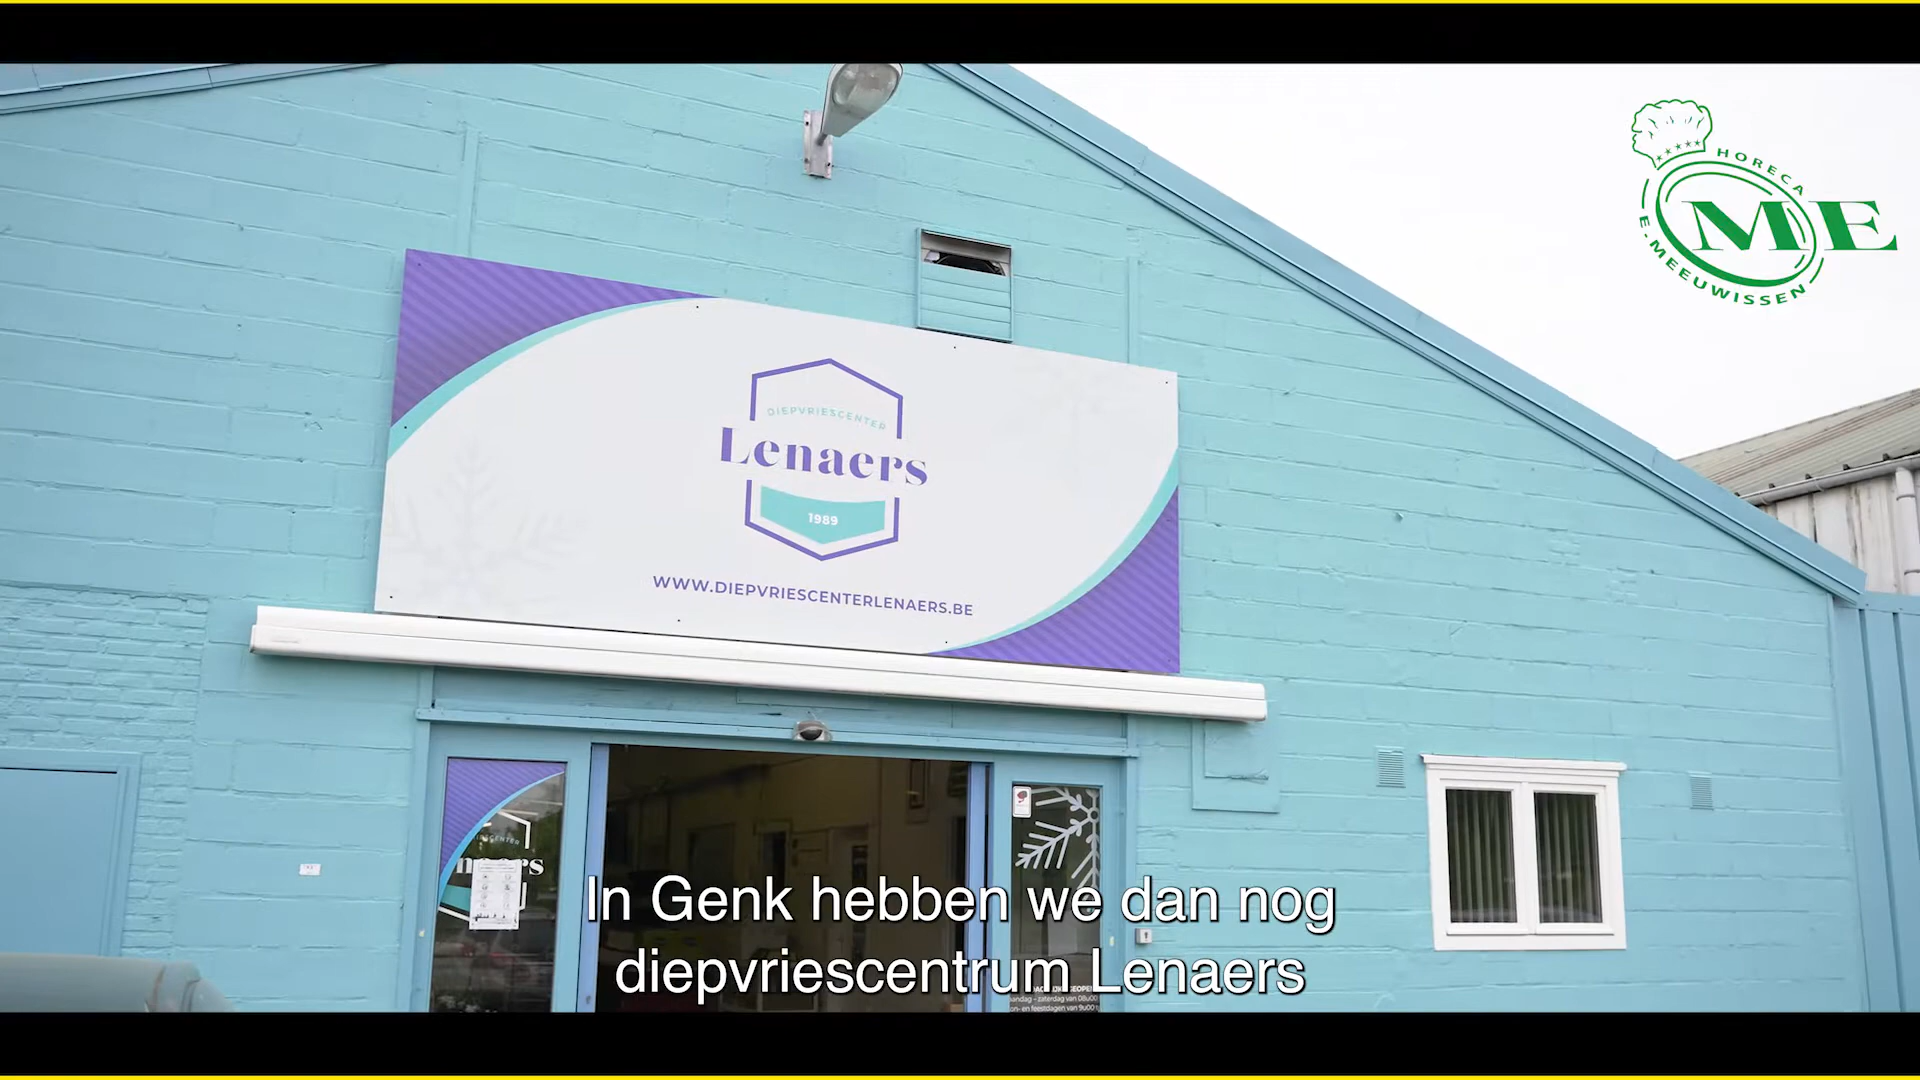 HORECA
ME
E-MEEUWISSEN
DIEPVRIESCENTER
Lenaers
1989
WWW.DIEPVRIESCENTERLENAERS.BE
In Genk hebben we dan nog
diepvriescentrum Lenaers